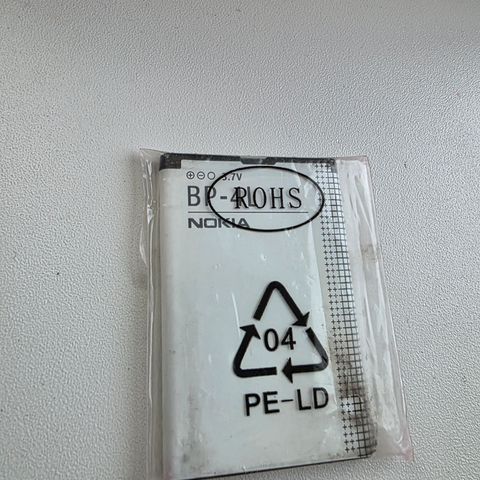 3.7V
BP-4L
ROHS
NOKIA
04
PE-LD